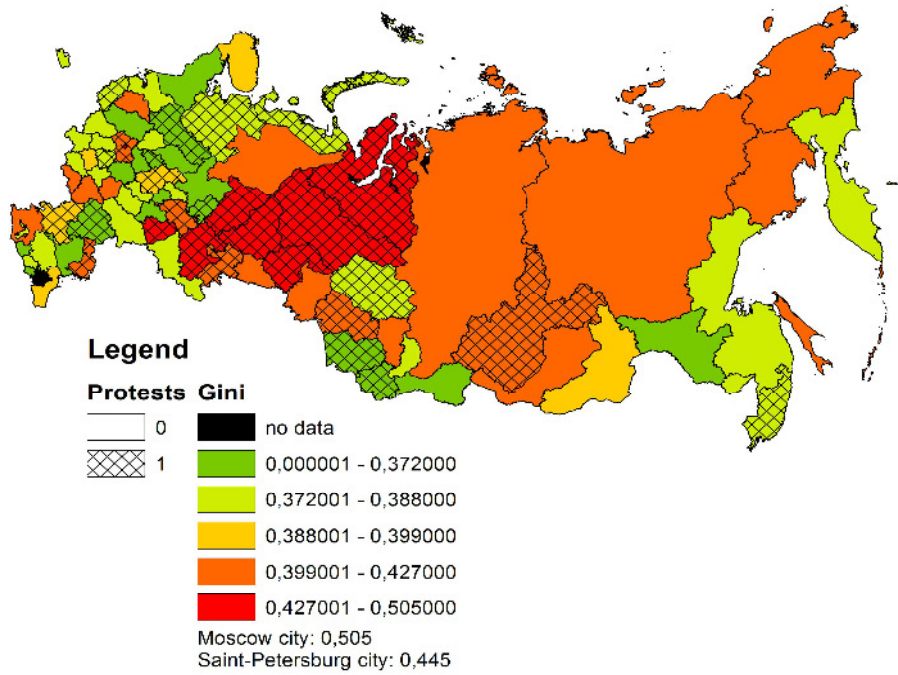 Legend
Protests Gini
0 no data
1 0,000001 - 0,372000
0,372001 - 0,388000
0,388001 - 0,399000
0,399001 - 0,427000
0,427001 - 0,505000
Moscow city: 0,505
Saint-Petersburg city: 0,445